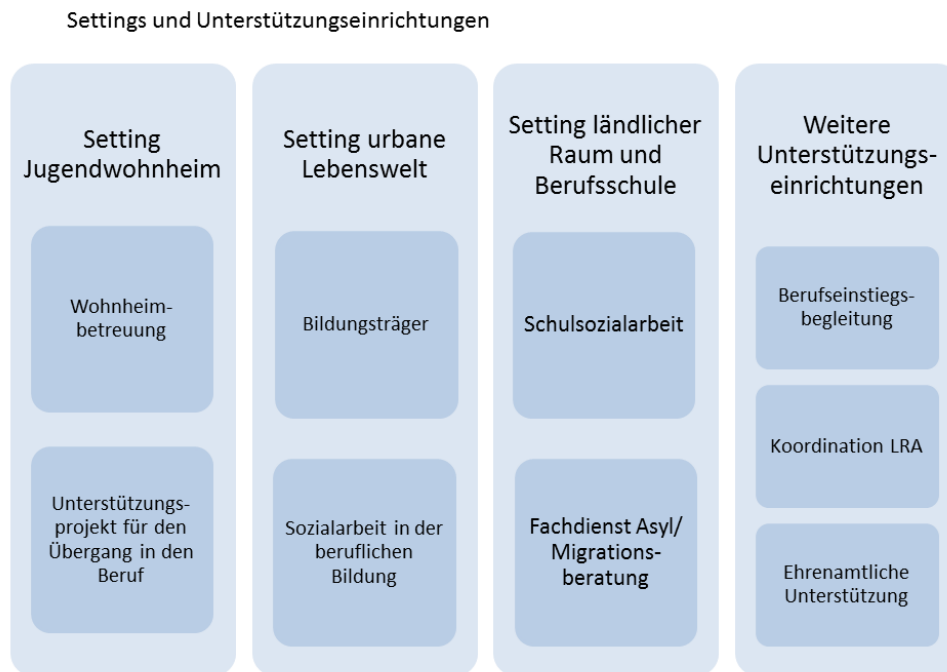 Settings und Unterstützungseinrichtungen
Setting
Jugendwohnheim
Wohnheim-
betreuung
Unterstützungs-
projekt für den
Übergang in den
Beruf
Setting urbane
Lebenswelt
Bildungsträger
Sozialarbeit in der
beruflichen
Bildung
Setting ländlicher
Raum und
Berufsschule
Schulsozialarbeit
Fachdienst Asyl/
Migrations-
beratung
Weitere
Unterstützungs-
einrichtungen
Berufseinstiegs-
begleitung
Koordination LRA
Ehrenamtliche
Unterstützung